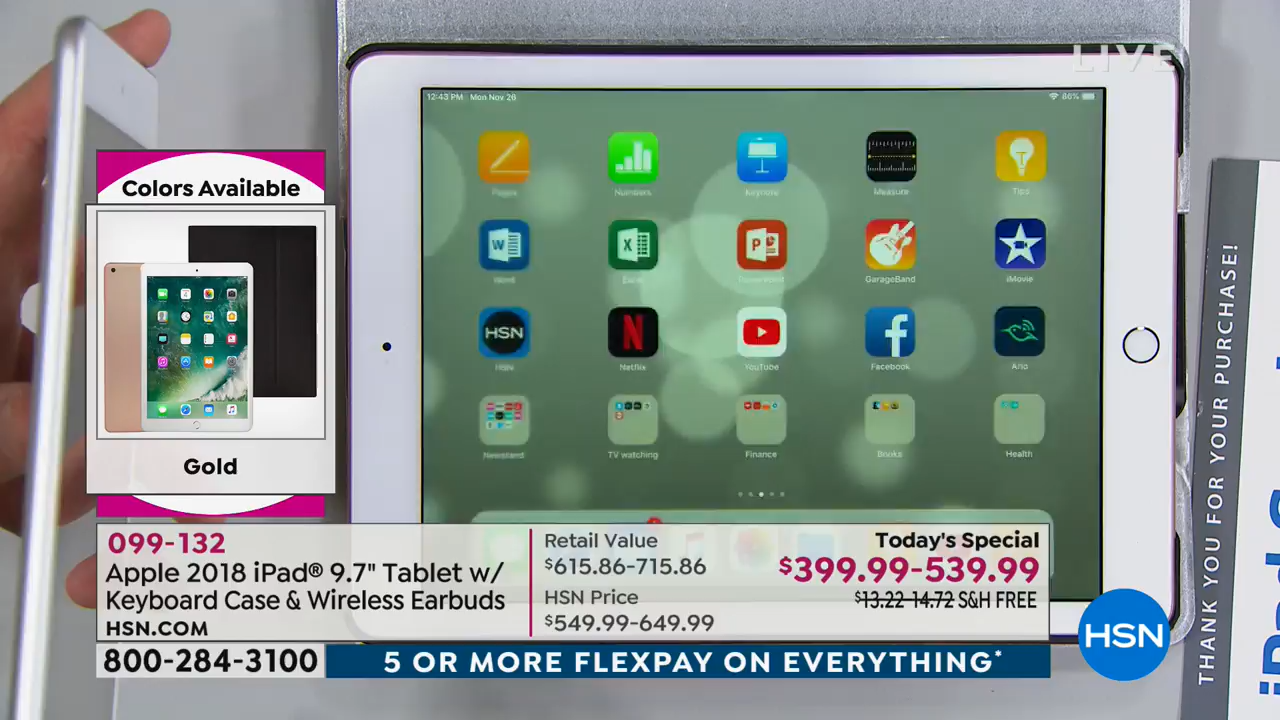 LIVE
12:43 PM Mon Nov 26
86%
Pages
Numbers
Keynote
Measure
Tips
Word
Excel
PowerPoint
GarageBand
iMovie
HSN
HSN
Netflix
YouTube
Facebook
Arlo
Newsstand
TV watching
Finance
Books
Health
Colors Available
Gold
099-132
Apple 2018 iPad® 9.7" Tablet w/
Keyboard Case & Wireless Earbuds
HSN.COM
Retail Value
$615.86-715.86
HSN Price
$549.99-649.99
Today's Special
$399.99-539.99
$13.22-14.72 S&H FREE
800-284-3100
5 OR MORE FLEXPAY ON EVERYTHING*
HSN
THANK YOU FOR YOUR PURCHASE!